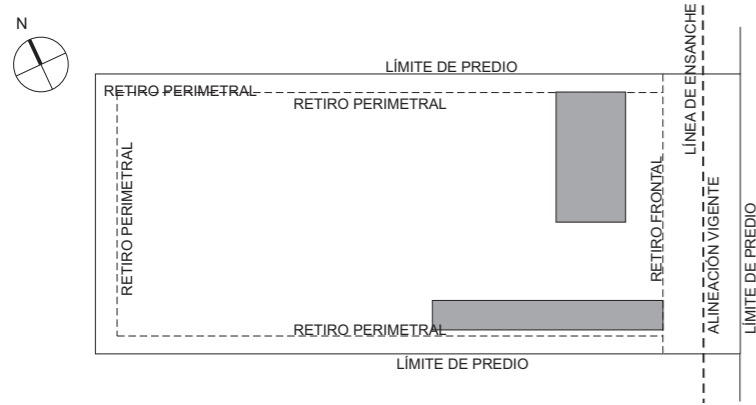 N
LÍMITE DE PREDIO
RETIRO PERIMETRAL
RETIRO PERIMETRAL
LÍNEA DE ENSANCHE
RETIRO PERIMETRAL
RETIRO FRONTAL
ALINEACIÓN VIGENTE
LÍMITE DE PREDIO
RETIRO PERIMETRAL
LÍMITE DE PREDIO